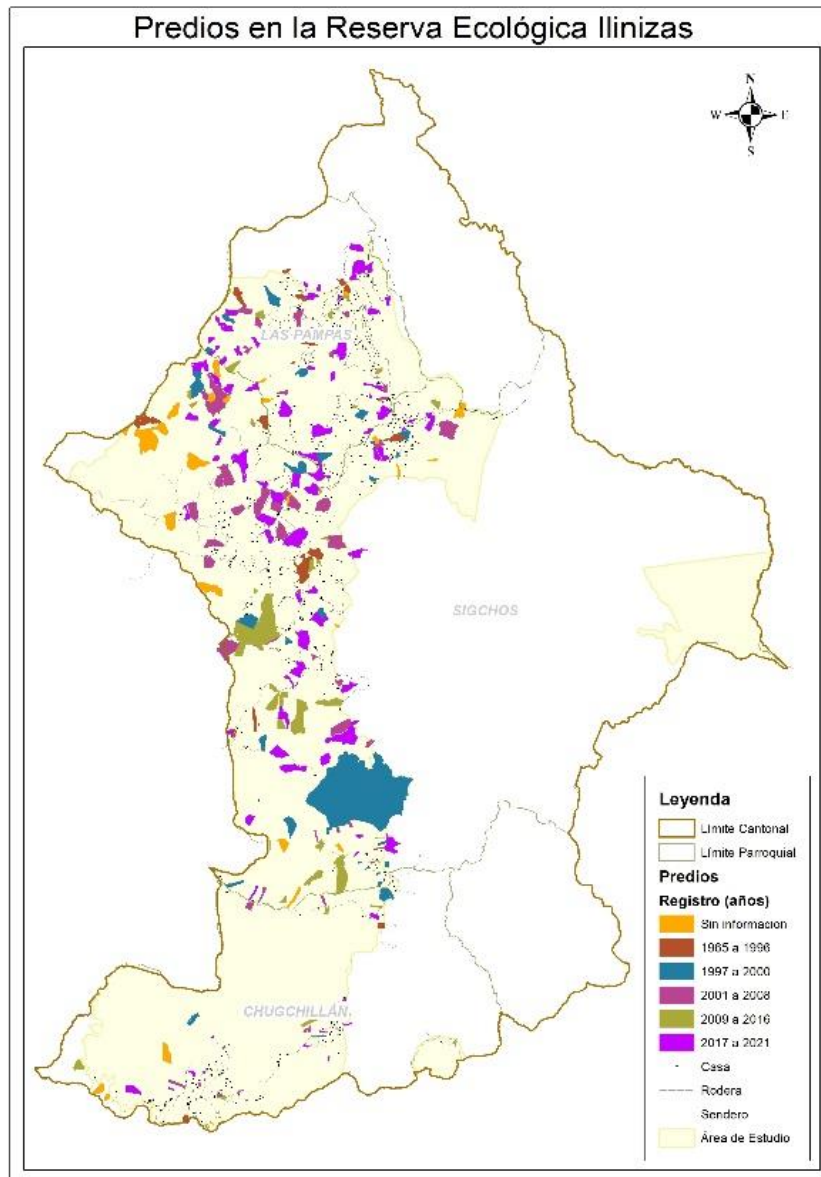 Predios en la Reserva Ecológica Ilinizas
N
W E
S
LAS PAMPAS
SIGCHOS
CHUGCHILLÁN
Leyenda
Límite Cantonal
Límite Parroquial
Predios
Registro (años)
Sin información
1965 a 1996
1997 a 2000
2001 a 2008
2009 a 2016
2017 a 2021
Casa
Rodera
Sendero
Área de Estudio